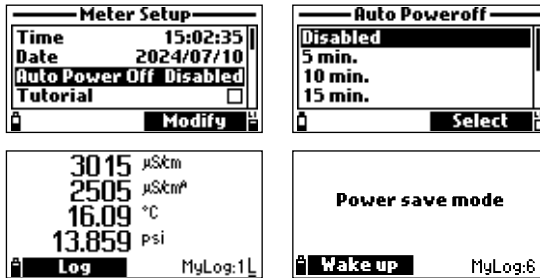 Meter Setup
Time 15:02:35
Date 2024/07/10
Auto Power Off Disabled
Tutorial
Modify
Auto Poweroff
Disabled
5 min.
10 min.
15 min.
Select
3015 µS/cm
2505 µS/cmᴬ
16.09 °C
13.859 psi
Log MyLog:1
Power save mode
Wake up MyLog:6